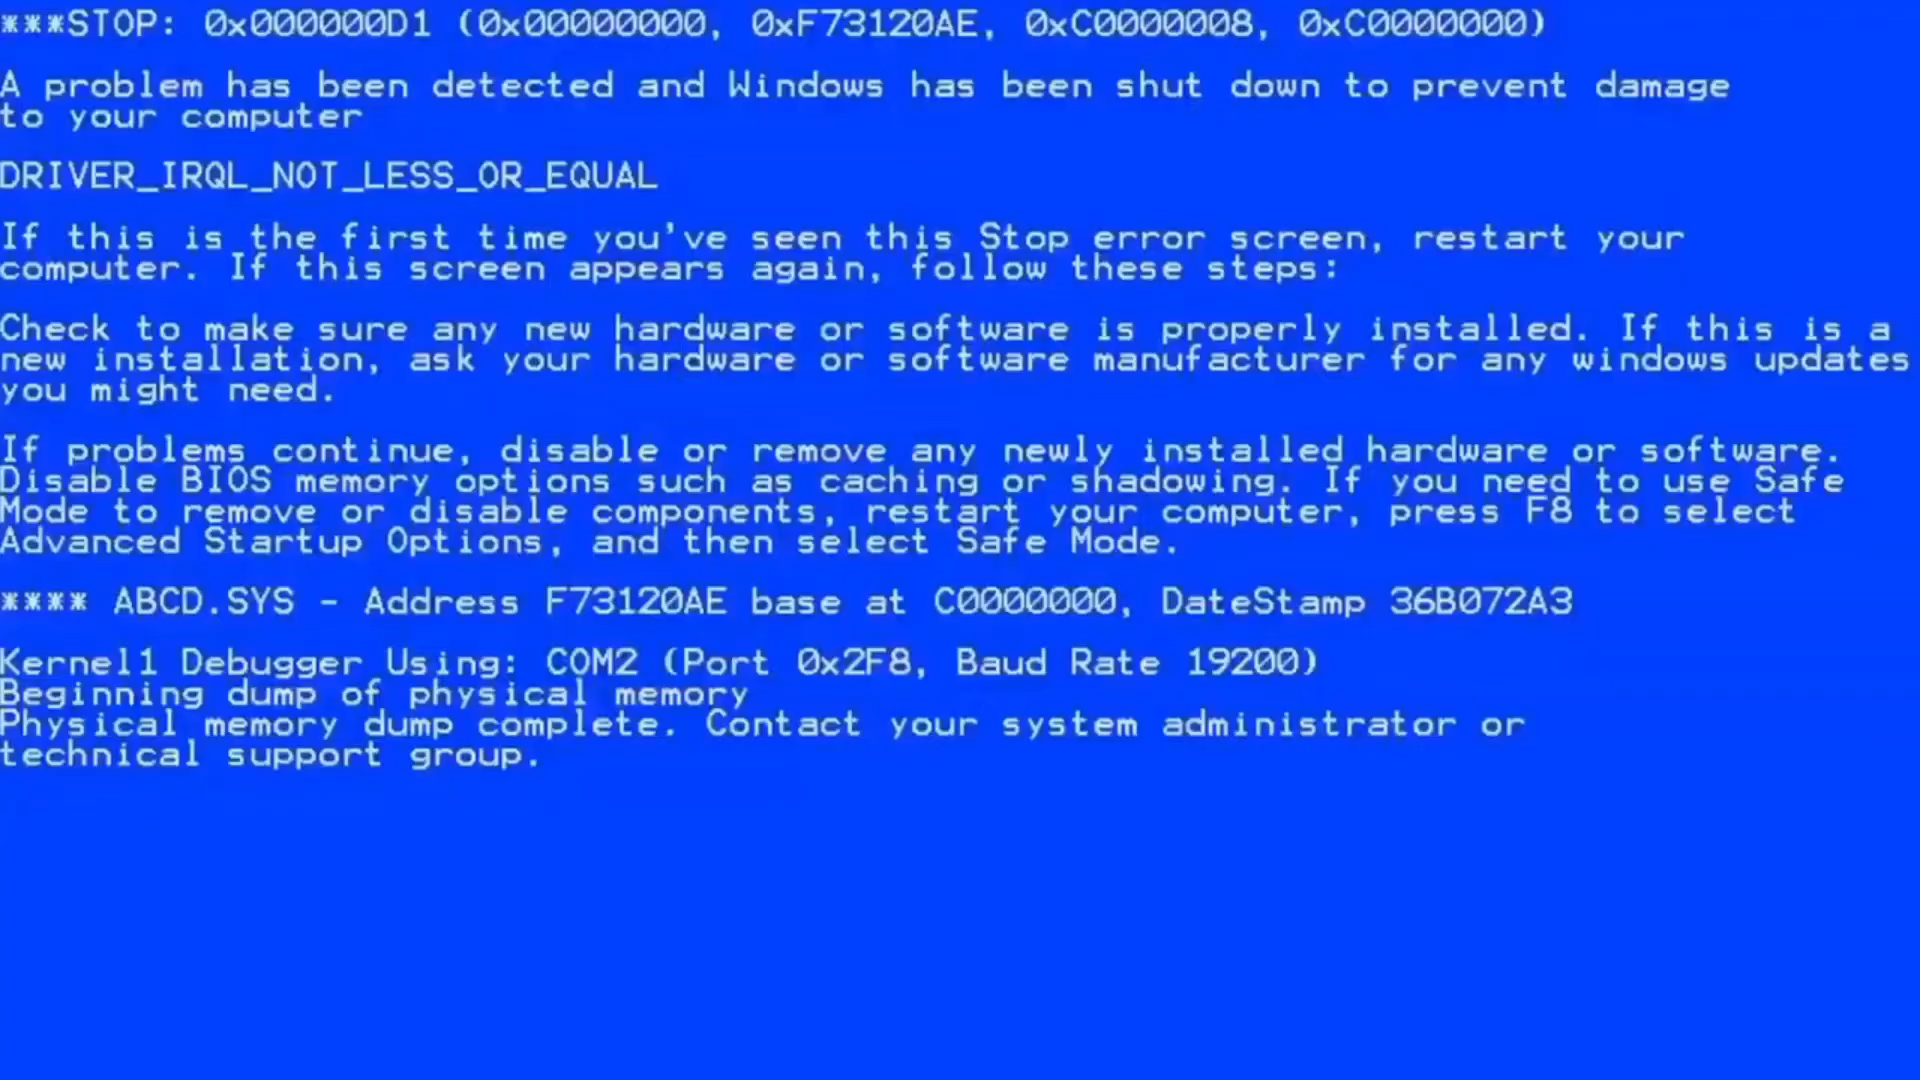 ***STOP: 0x000000D1 (0x00000000, 0xF73120AE, 0xC0000008, 0xC0000000)
A problem has been detected and Windows has been shut down to prevent damage
to your computer
DRIVER_IRQL_NOT_LESS_OR_EQUAL
If this is the first time you've seen this Stop error screen, restart your
computer. If this screen appears again, follow these steps:
Check to make sure any new hardware or software is properly installed. If this is a
new installation, ask your hardware or software manufacturer for any windows updates
you might need.
If problems continue, disable or remove any newly installed hardware or software.
Disable BIOS memory options such as caching or shadowing. If you need to use Safe
Mode to remove or disable components, restart your computer, press F8 to select
Advanced Startup Options, and then select Safe Mode.
**** ABCD.SYS - Address F73120AE base at C0000000, DateStamp 36B072A3
Kernel1 Debugger Using: COM2 (Port 0x2F8, Baud Rate 19200)
Beginning dump of physical memory
Physical memory dump complete. Contact your system administrator or
technical support group.